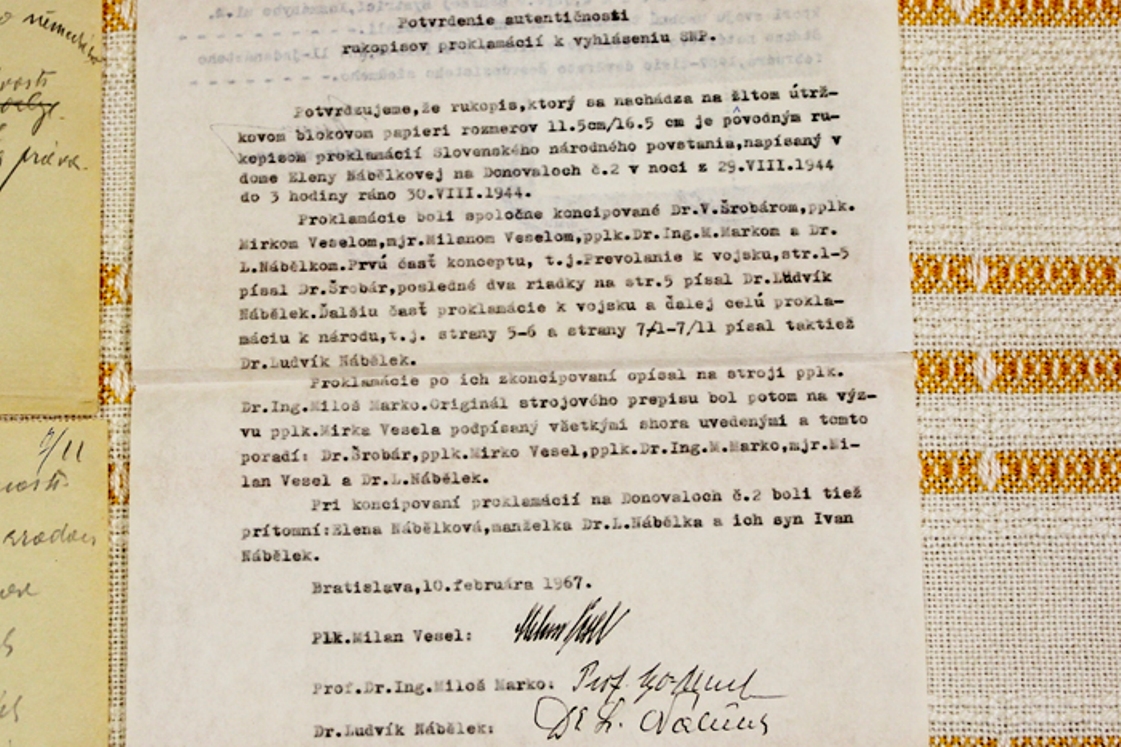 Potvrdenie autentičnosti
rukopisov proklamácií k vyhláseniu SNP.
Potvrdzujeme,že rukopis,ktorý sa nachádza na žltom útrž-
kovom blokovom papieri rozmerov 11.5cm/16.5 cm je pôvodným ru-
kopisom proklamácií Slovenského národného povstania,napísaný v
dome Eleny Nábělkovej na Donovaloch č.2 v noci z 29.VIII.1944
do 3 hodiny ráno 30.VIII.1944.
Proklamácie boli spoločne koncipované Dr.V.Šrobárom,pplk.
Mirkom Veselom,mjr.Milanom Veselom,pplk.Dr.Ing.M.Markom a Dr.
L.Nábělkom.Prvú časť konceptu, t.j.Prevolanie k vojsku,str.1-5
písal Dr.Šrobár,posledné dva riadky na str.5 písal Dr.Ludvík
Nábělek.Ďalšiu časť proklamácie k vojsku a ďalej celú prokla-
máciu k národu,t.j. strany 5-6 a strany 7/1-7/11 písal taktiež
Dr.Ludvík Nábělek.
Proklamácie po ich zkoncipovaní opísal na stroji pplk.
Dr.Ing.Miloš Marko.Originál strojového prepisu bol potom na výz-
vu pplk.Mirka Vesela podpísaný všetkými shora uvedenými a tomto
poradí: Dr.Šrobár,pplk.Mirko Vesel,pplk.Dr.Ing.M.Marko,mjr.Mi-
lan Vesel a Dr.L.Nábělek.
Pri koncipovaní proklamácií na Donovaloch č.2 boli tiež
prítomní:Elena Nábělková,manželka Dr.L.Nábělka a ich syn Ivan
Nábělek.
Bratislava,10.februára 1967.
Plk.Milan Vesel: Milan Vesel
Prof.Dr.Ing.Miloš Marko: Prof.
Dr.Ludvík Nábělek: Dr L. Nábělek
7/11
práva.